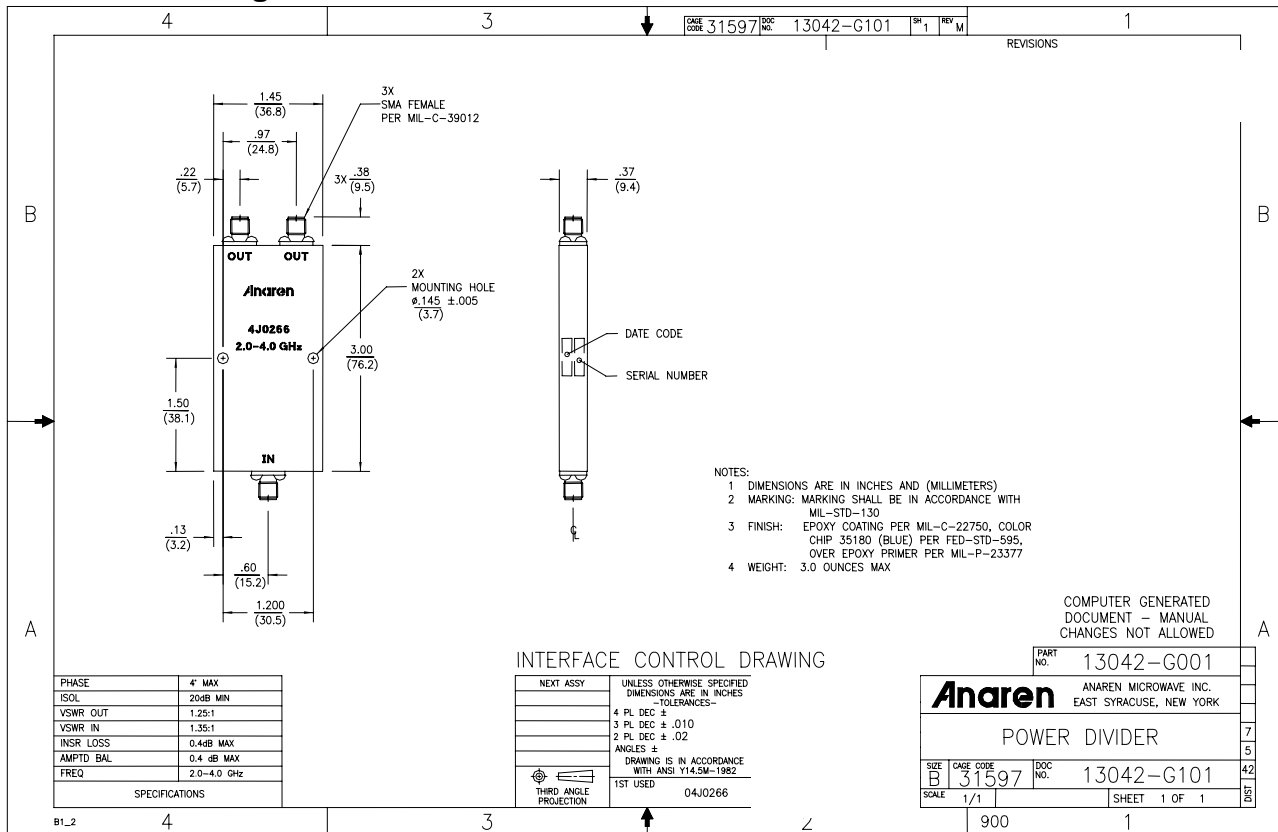 4
3
CAGE CODE 31597 DOC NO. 13042-G101 SH 1 REV M
1
REVISIONS
1.45
(36.8)
3X
SMA FEMALE
PER MIL-C-39012
.97
(24.8)
.22
(5.7)
3X .38
(9.5)
.37
(9.4)
B
B
OUT OUT
Anaren
4J0266
2.0-4.0 GHz
2X
MOUNTING HOLE
ø.145 ±.005
(3.7)
DATE CODE
SERIAL NUMBER
3.00
(76.2)
1.50
(38.1)
IN
.13
(3.2)
.60
(15.2)
1.200
(30.5)
NOTES:
1 DIMENSIONS ARE IN INCHES AND (MILLIMETERS)
2 MARKING: MARKING SHALL BE IN ACCORDANCE WITH
MIL-STD-130
3 FINISH: EPOXY COATING PER MIL-C-22750, COLOR
CHIP 35180 (BLUE) PER FED-STD-595,
OVER EPOXY PRIMER PER MIL-P-23377
4 WEIGHT: 3.0 OUNCES MAX
A
A
COMPUTER GENERATED
DOCUMENT - MANUAL
CHANGES NOT ALLOWED
INTERFACE CONTROL DRAWING
PHASE 4° MAX
ISOL 20dB MIN
VSWR OUT 1.25:1
VSWR IN 1.35:1
INSR LOSS 0.4dB MAX
AMPTD BAL 0.4 dB MAX
FREQ 2.0-4.0 GHz
SPECIFICATIONS
NEXT ASSY
UNLESS OTHERWISE SPECIFIED
DIMENSIONS ARE IN INCHES
-TOLERANCES-
4 PL DEC ±
3 PL DEC ± .010
2 PL DEC ± .02
ANGLES ±
DRAWING IS IN ACCORDANCE
WITH ANSI Y14.5M-1982
THIRD ANGLE
PROJECTION
1ST USED
04J0266
PART NO. 13042-G001
Anaren
ANAREN MICROWAVE INC.
EAST SYRACUSE, NEW YORK
POWER DIVIDER
SIZE B CAGE CODE 31597 DOC NO. 13042-G101
SCALE 1/1 SHEET 1 OF 1
7
5
42
DIST
B1_2
4
3
900
1